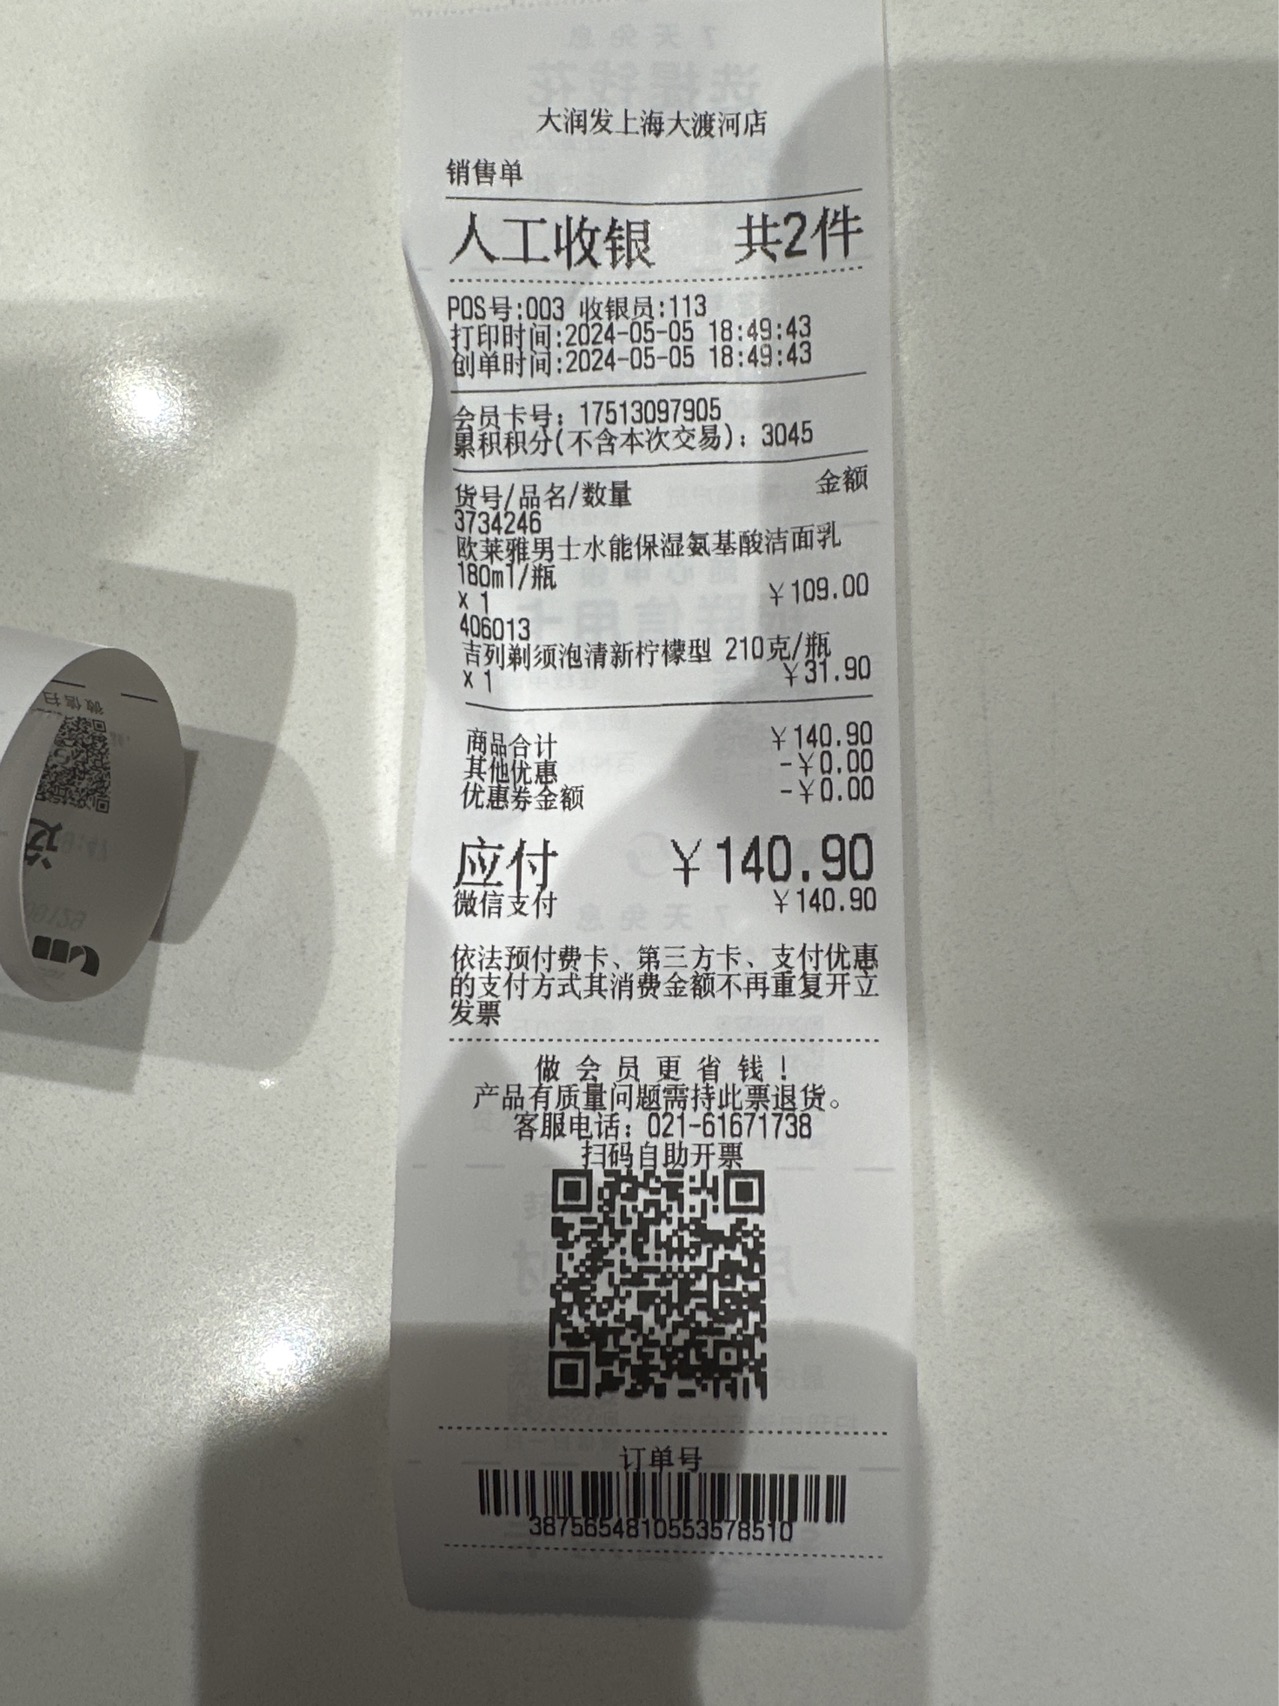 大润发上海大渡河店
销售单
人工收银 共2件
POS号:003 收银员:113
打印时间:2024-05-05 18:49:43
创单时间:2024-05-05 18:49:43
会员卡号: 17513097905
累积积分(不含本次交易): 3045
货号/品名/数量 金额
3734246
欧莱雅男士水能保湿氨基酸洁面乳
180ml/瓶
x 1 ¥109.00
406013
吉列剃须泡清新柠檬型 210克/瓶
x 1 ¥31.90
商品合计 ¥140.90
其他优惠 -¥0.00
优惠券金额 -¥0.00
应付 ¥140.90
微信支付 ¥140.90
依法预付费卡、第三方卡、支付优惠
的支付方式其消费金额不再重复开立
发票
做会员更省钱!
产品有质量问题需持此票退货。
客服电话: 021-61671738
扫码自助开票
订单号
3875654810553578510
微信扫